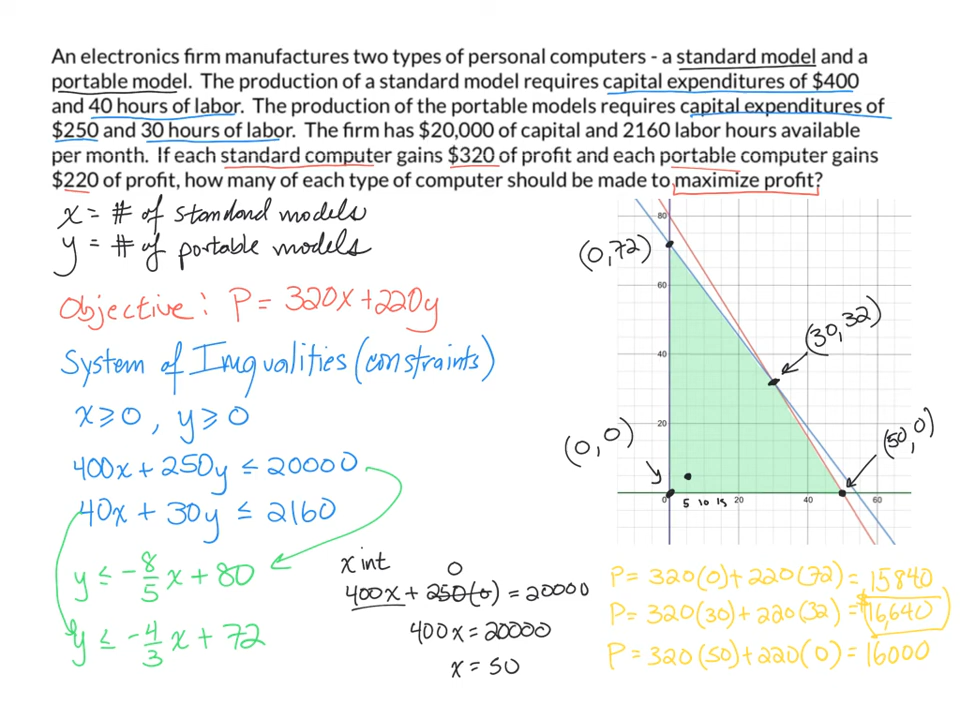 An electronics firm manufactures two types of personal computers - a standard model and a
portable model. The production of a standard model requires capital expenditures of $400
and 40 hours of labor. The production of the portable models requires capital expenditures of
$250 and 30 hours of labor. The firm has $20,000 of capital and 2160 labor hours available
per month. If each standard computer gains $320 of profit and each portable computer gains
$220 of profit, how many of each type of computer should be made to maximize profit?
x = # of standard models
y = # of portable models
Objective: P = 320x + 220y
System of Inequalities (constraints)
x ≥ 0, y ≥ 0
400x + 250y ≤ 20000
40x + 30y ≤ 2160
y ≤ -8/5 x + 80
y ≤ -4/3 x + 72
x int
0
400x + 250(0) = 20000
400x = 20000
x = 50
80
(0,72)
60
(30,32)
40
20
(0,0)
(50,0)
0 5 10 15 20 40 60
P = 320(0) + 220(72) = 15840
P = 320(30) + 220(32) = $16,640
P = 320(50) + 220(0) = 16000